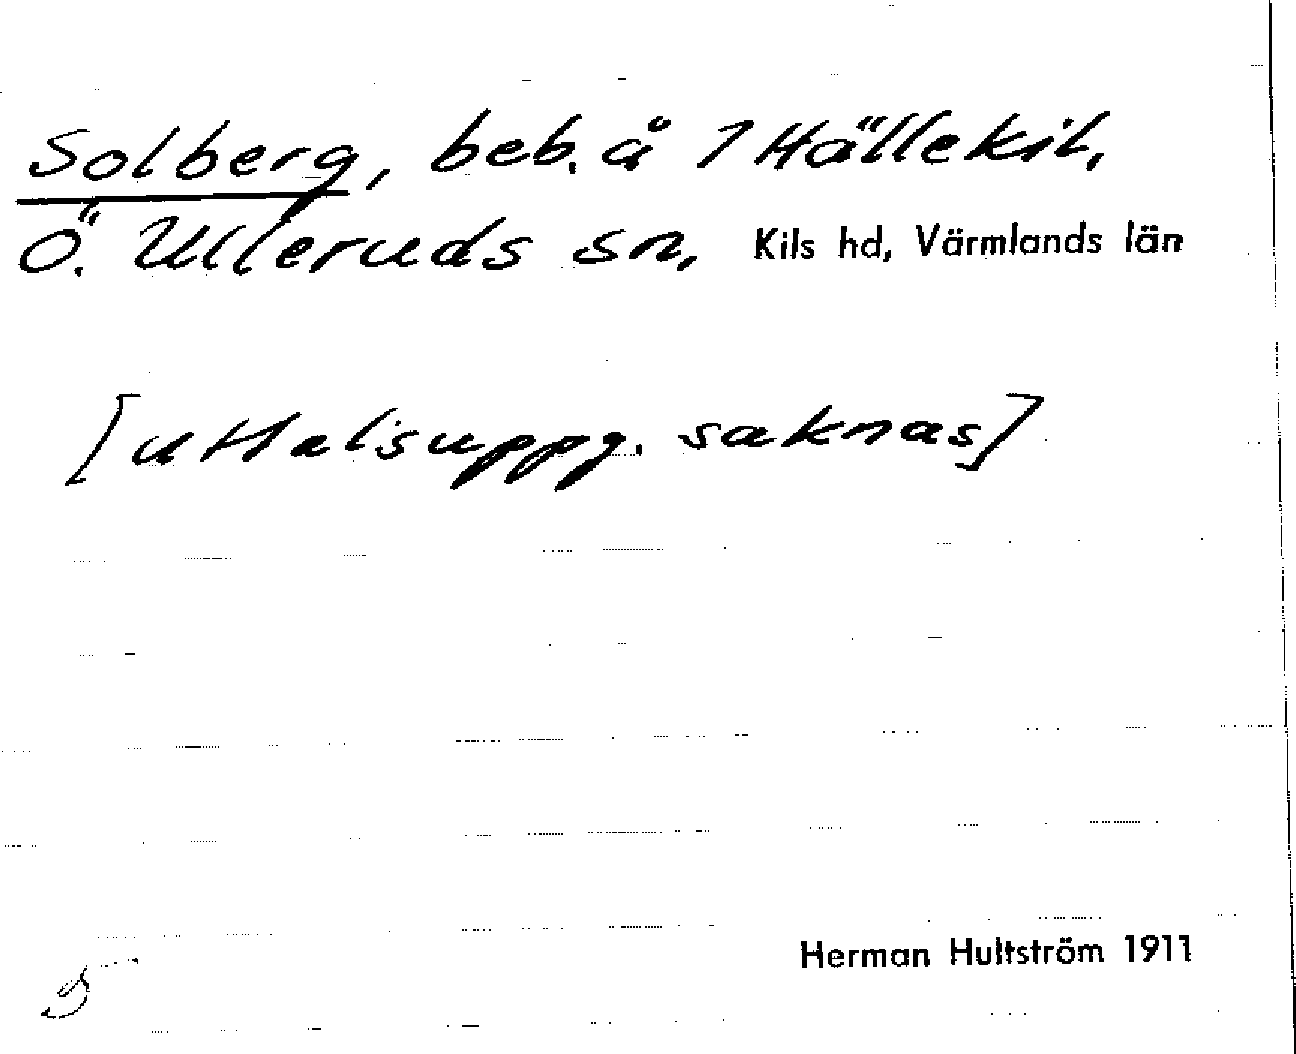 Solberg, beb. å 1 Hällekil,
Ö. Ulleruds sn, Kils hd, Värmlands län
[uttalsuppg. saknas]
Herman Hultström 1911